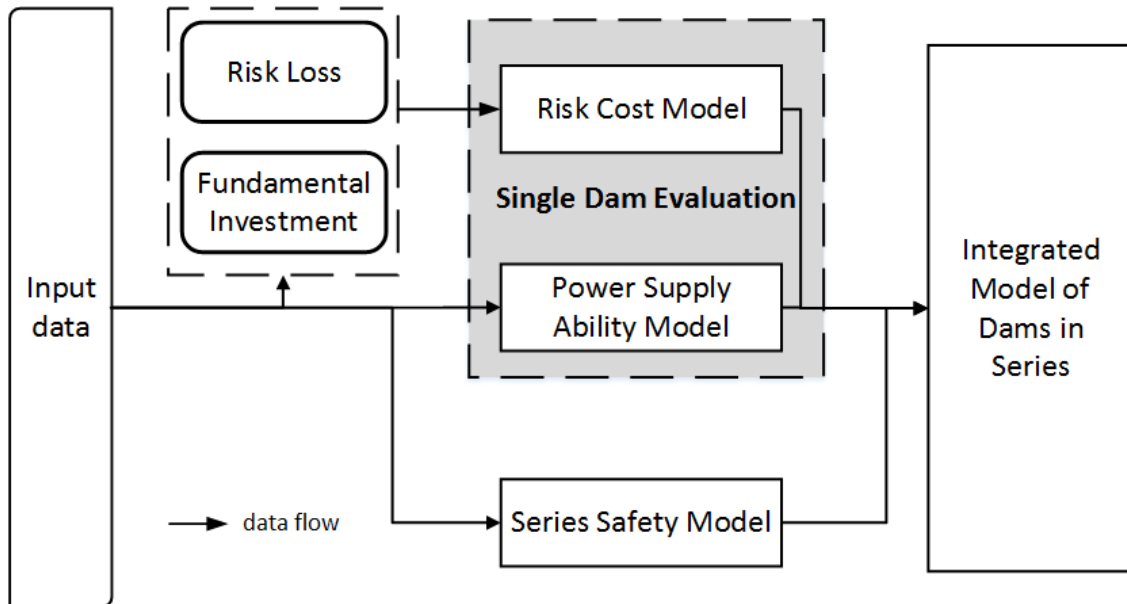 Risk Loss
Fundamental
Investment
Input
data
Risk Cost Model
Single Dam Evaluation
Power Supply
Ability Model
Series Safety Model
Integrated
Model of
Dams in
Series
data flow